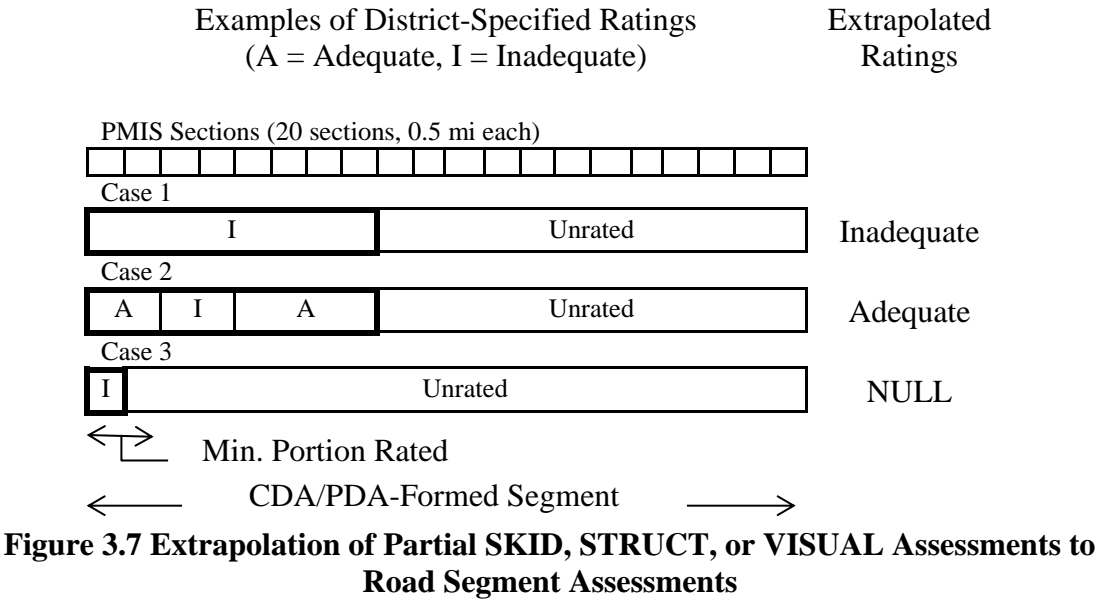 Examples of District-Specified Ratings
(A = Adequate, I = Inadequate)
Extrapolated
Ratings
PMIS Sections (20 sections, 0.5 mi each)
Case 1
I Unrated Inadequate
Case 2
A I A Unrated Adequate
Case 3
I Unrated NULL
Min. Portion Rated
CDA/PDA-Formed Segment
Figure 3.7 Extrapolation of Partial SKID, STRUCT, or VISUAL Assessments to
Road Segment Assessments